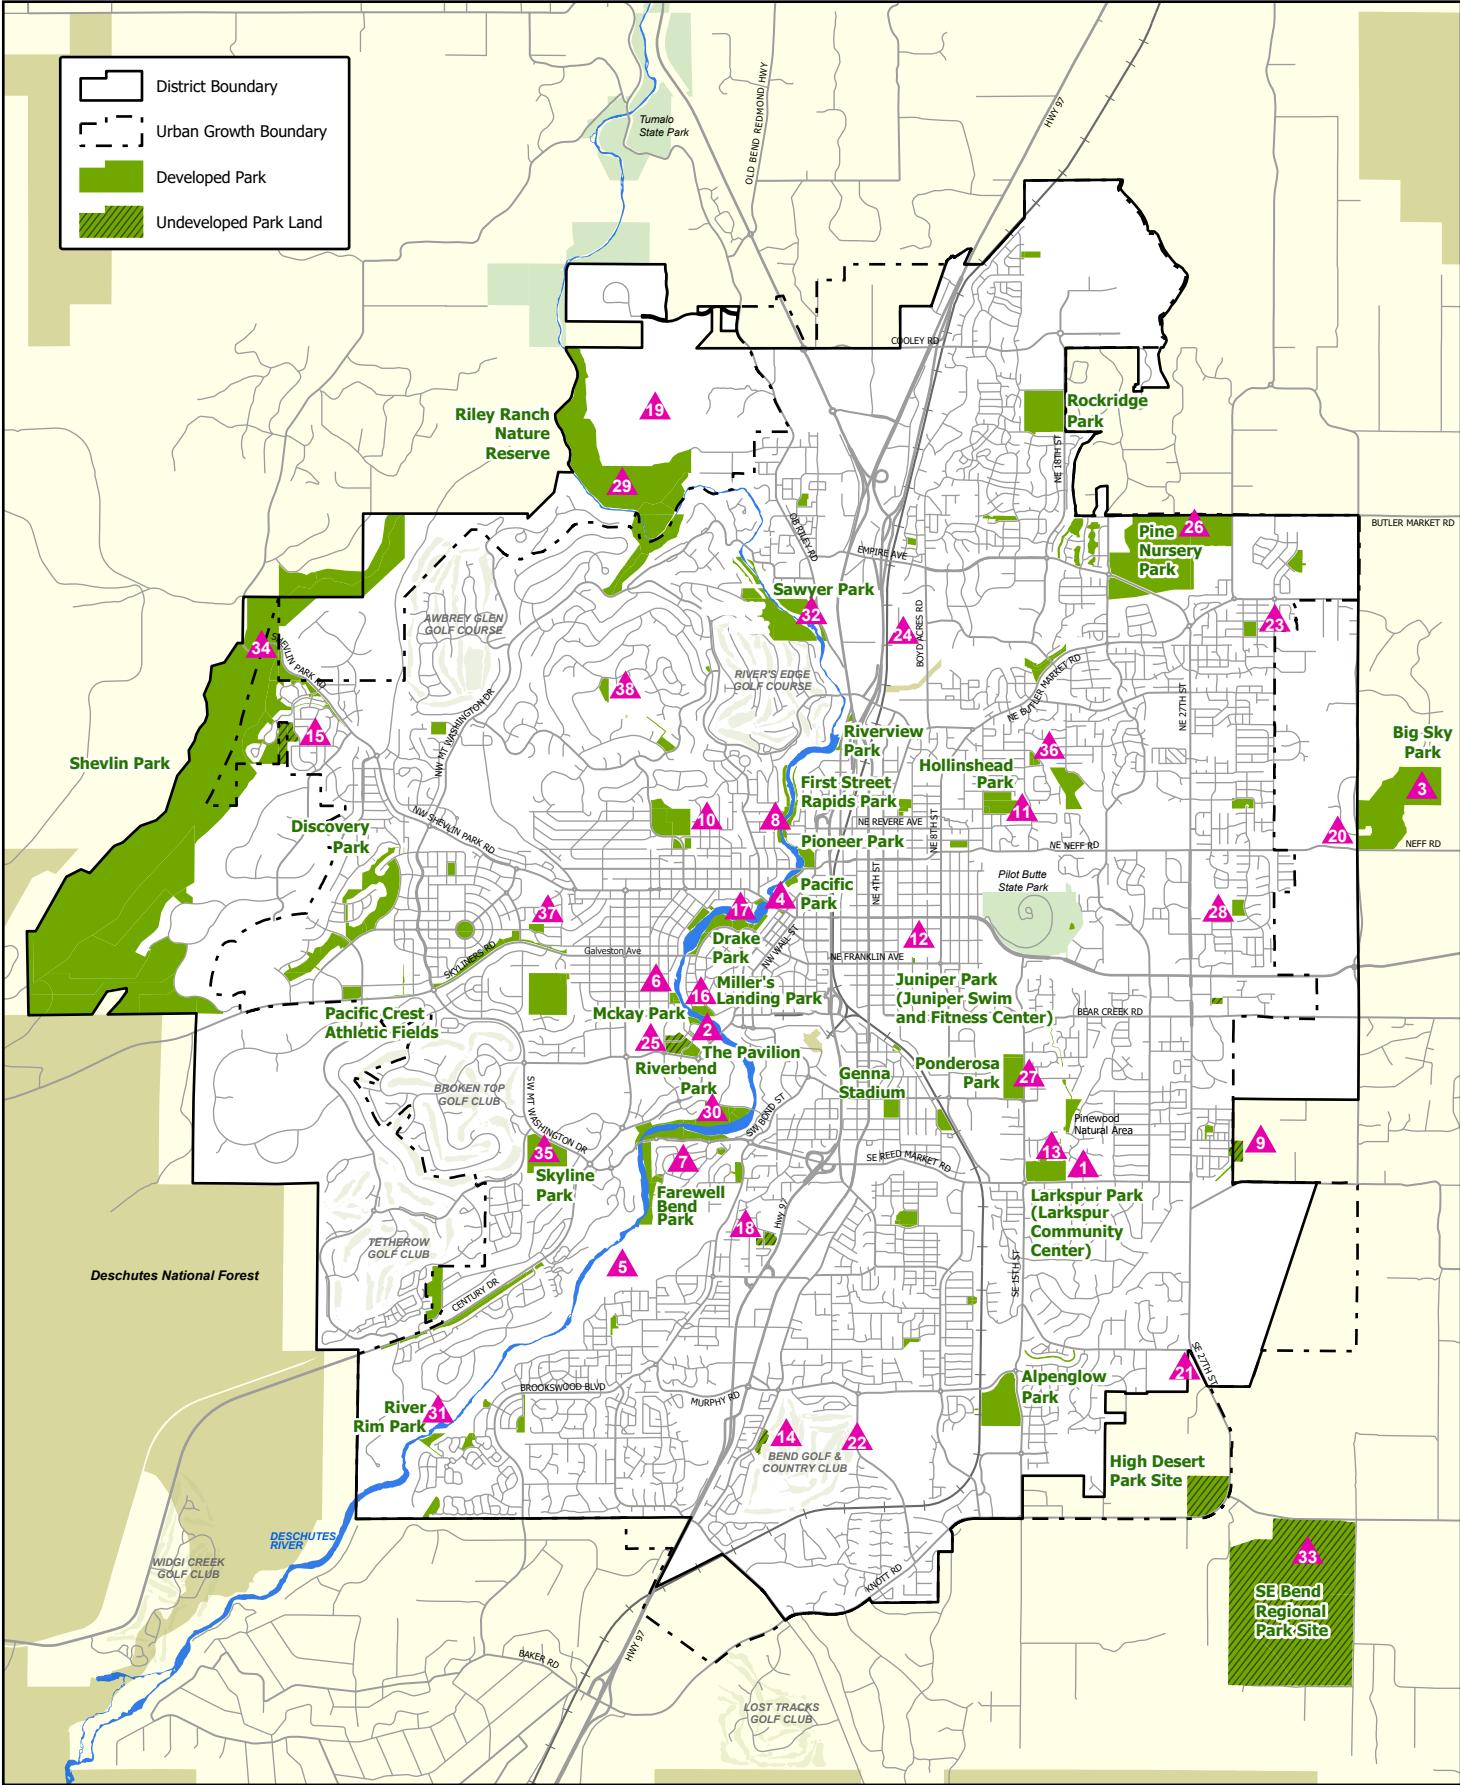 District Boundary
Urban Growth Boundary
Developed Park
Undeveloped Park Land
Tumalo
State Park
OLD BEND REDMOND HWY
HWY 97
COOLEY RD
19
Riley Ranch
Nature
Reserve
29
Rockridge
Park
NE 18TH ST
BUTLER MARKET RD
26
Pine
Nursery
Park
OB RILEY RD
EMPIRE AVE
Sawyer Park
32
24
BOYD ACRES RD
23
AWBREY GLEN
GOLF COURSE
34
SHEVLIN PARK RD
RIVER'S EDGE
GOLF COURSE
38
NE BUTLER MARKET RD
NE 27TH ST
15
NW MT WASHINGTON DR
Riverview
Park
36
Big Sky
Park
3
Shevlin Park
Hollinshead
Park
11
First Street
Rapids Park
10
8
NE REVERE AVE
NE 8TH ST
20
Discovery
Park
NW SHEVLIN PARK RD
Pioneer Park
NE NEFF RD
NEFF RD
Pilot Butte
State Park
NE 4TH ST
Pacific
Park
4
17
37
28
12
Drake
Park
NW WALL ST
SKYLINERS RD
Galveston Ave
NE FRANKLIN AVE
6
16
Miller's
Landing Park
Juniper Park
(Juniper Swim
and Fitness Center)
BEAR CREEK RD
Pacific Crest
Athletic Fields
Mckay Park
2
25
The Pavilion
Riverbend
Park
Genna
Stadium
Ponderosa
Park
27
BROKEN TOP
GOLF CLUB
SW MT WASHINGTON DR
30
SW BOND ST
Pinewood
Natural Area
13
1
9
35
Skyline
Park
7
SE REED MARKET RD
Farewell
Bend
Park
Larkspur Park
(Larkspur
Community
Center)
18
Hwy 97
TETHEROW
GOLF CLUB
5
SE 15TH ST
Deschutes National Forest
CENTURY DR
21
SE 27TH ST
BROOKSWOOD BLVD
MURPHY RD
Alpenglow
Park
River
Rim Park
31
14
22
BEND GOLF &
COUNTRY CLUB
High Desert
Park Site
DESCHUTES
RIVER
WIDGI CREEK
GOLF CLUB
33
KNOTT RD
SE Bend
Regional
Park Site
BAKER RD
HWY 97
LOST TRACKS
GOLF CLUB